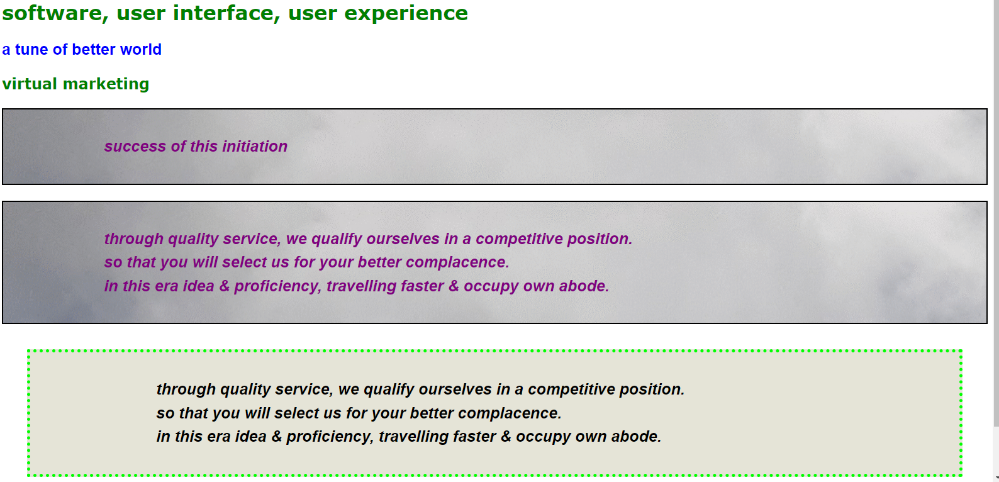 software, user interface, user experience
a tune of better world
virtual marketing
success of this initiation
through quality service, we qualify ourselves in a competitive position.
so that you will select us for your better complacence.
in this era idea & proficiency, travelling faster & occupy own abode.
through quality service, we qualify ourselves in a competitive position.
so that you will select us for your better complacence.
in this era idea & proficiency, travelling faster & occupy own abode.